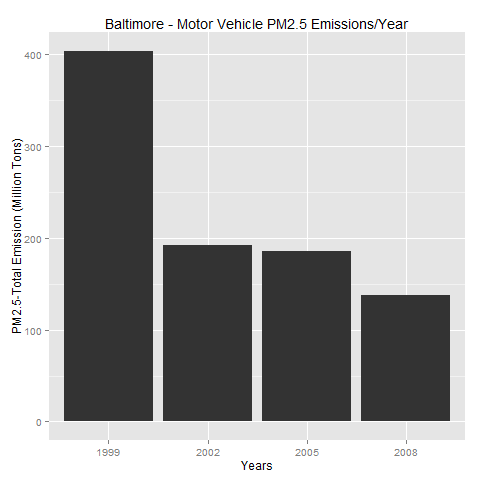 Baltimore - Motor Vehicle PM2.5 Emissions/Year
PM2.5-Total Emission (Million Tons)
400
300
200
100
0
1999 2002 2005 2008
Years